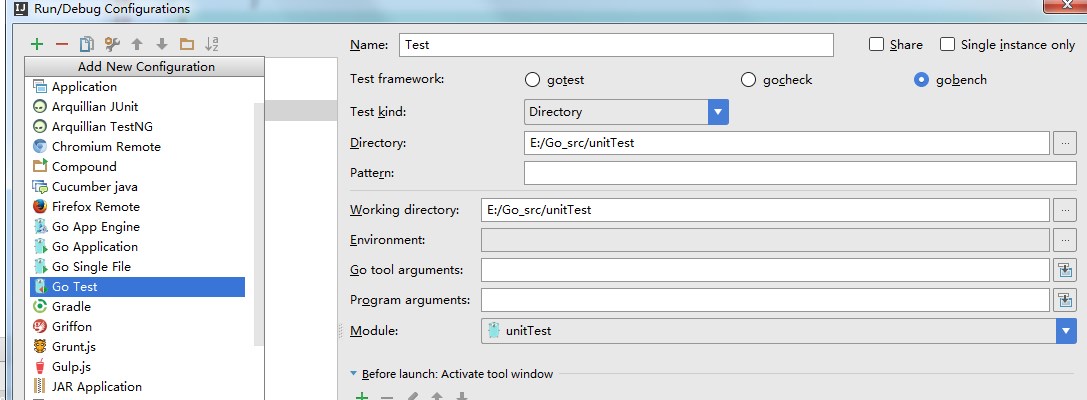 Run/Debug Configurations
Add New Configuration
Application
Arquillian JUnit
Arquillian TestNG
Chromium Remote
Compound
Cucumber java
Firefox Remote
Go App Engine
Go Application
Go Single File
Go Test
Gradle
Griffon
Grunt.js
Gulp.js
JAR Application
Name: Test Share Single instance only
Test framework: gotest gocheck gobench
Test kind: Directory
Directory: E:/Go_src/unitTest ...
Pattern:
Working directory: E:/Go_src/unitTest ...
Environment: ...
Go tool arguments:
Program arguments:
Module: unitTest
Before launch: Activate tool window